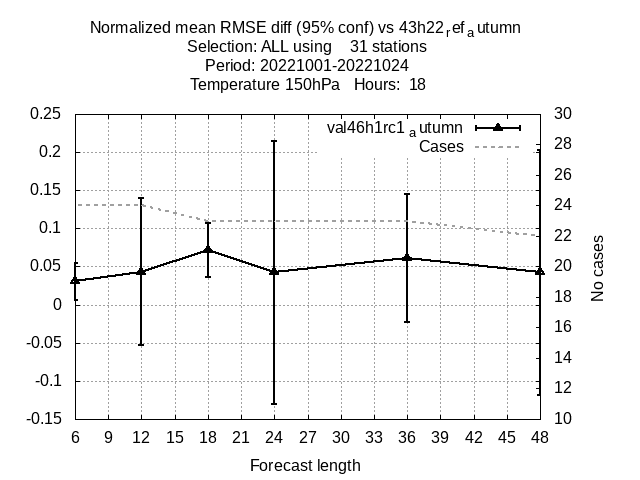 Normalized mean RMSE diff (95% conf) vs 43h22ᵣefₐutumn
Selection: ALL using    31 stations
Period: 20221001-20221024
Temperature 150hPa   Hours:  18
val46h1rc1ₐutumn
Cases
0.25
0.2
0.15
0.1
0.05
0
-0.05
-0.1
-0.15
30
28
26
24
22
20
18
16
14
12
10
No cases
6 9 12 15 18 21 24 27 30 33 36 39 42 45 48
Forecast length